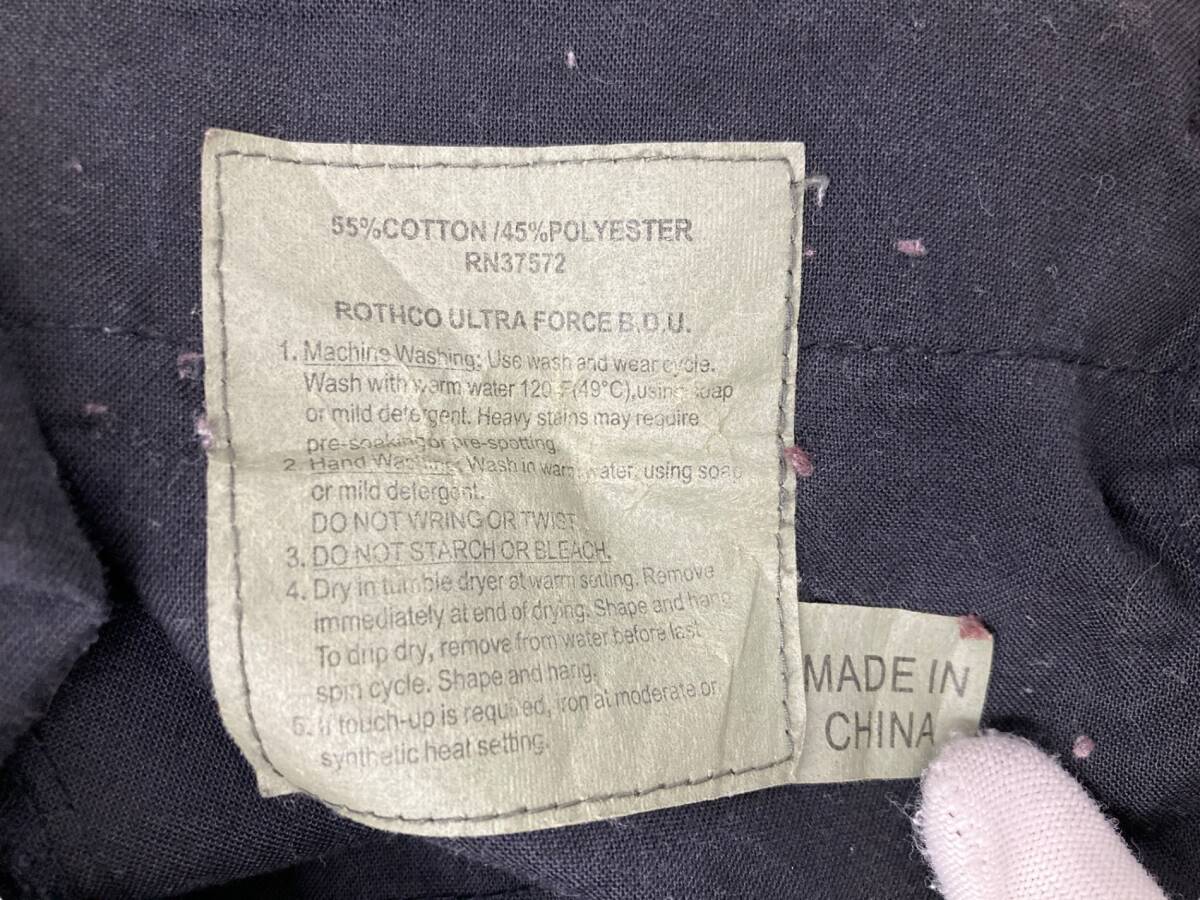 55%COTTON /45%POLYESTER
RN37572
ROTHCO ULTRA FORCE B.D.U.
1. Machine Washing: Use wash and wear cycle.
Wash with warm water 120°F(49°C),using soap
or mild detergent. Heavy stains may require
pre-soaking or pre-spotting
2. Hand Washing: Wash in warm water, using soap
or mild detergent.
DO NOT WRING OR TWIST
3. DO NOT STARCH OR BLEACH.
4. Dry in tumble dryer at warm setting. Remove
immediately at end of drying. Shape and hang
To drip dry, remove from water before last
spin cycle. Shape and hang.
5. If touch-up is required, iron at moderate or
synthetic heat setting.
MADE IN
CHINA